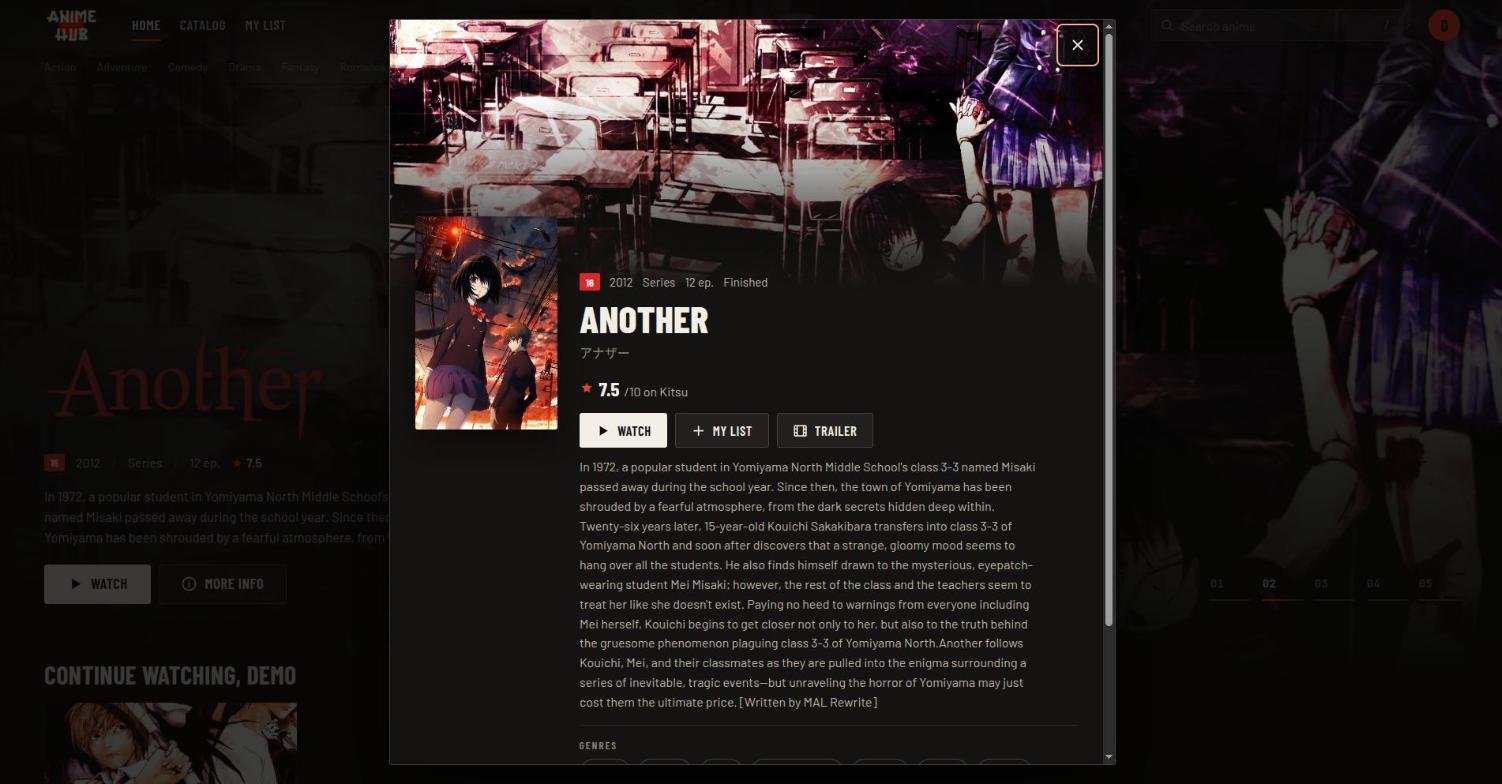 ANIME
HUB
HOME CATALOG MY LIST
Search anime /
D
Action Adventure Comedy Drama Fantasy Romance
16 2012 Series 12 ep. Finished
ANOTHER
アナザー
7.5 /10 on Kitsu
WATCH MY LIST TRAILER
In 1972, a popular student in Yomiyama North Middle School's class 3-3 named Misaki
passed away during the school year. Since then, the town of Yomiyama has been
shrouded by a fearful atmosphere, from the dark secrets hidden deep within.
Twenty-six years later, 15-year-old Kouichi Sakakibara transfers into class 3-3 of
Yomiyama North and soon after discovers that a strange, gloomy mood seems to
hang over all the students. He also finds himself drawn to the mysterious, eyepatch-
wearing student Mei Misaki; however, the rest of the class and the teachers seem to
treat her like she doesn't exist. Paying no heed to warnings from everyone including
Mei herself, Kouichi begins to get closer not only to her, but also to the truth behind
the gruesome phenomenon plaguing class 3-3 of Yomiyama North.Another follows
Kouichi, Mei, and their classmates as they are pulled into the enigma surrounding a
series of inevitable, tragic events—but unraveling the horror of Yomiyama may just
cost them the ultimate price. [Written by MAL Rewrite]
GENRES
Another
16 2012 Series 12 ep. 7.5
In 1972, a popular student in Yomiyama North Middle School's
named Misaki passed away during the school year. Since then
Yomiyama has been shrouded by a fearful atmosphere, from
WATCH MORE INFO
01 02 03 04 05
CONTINUE WATCHING, DEMO